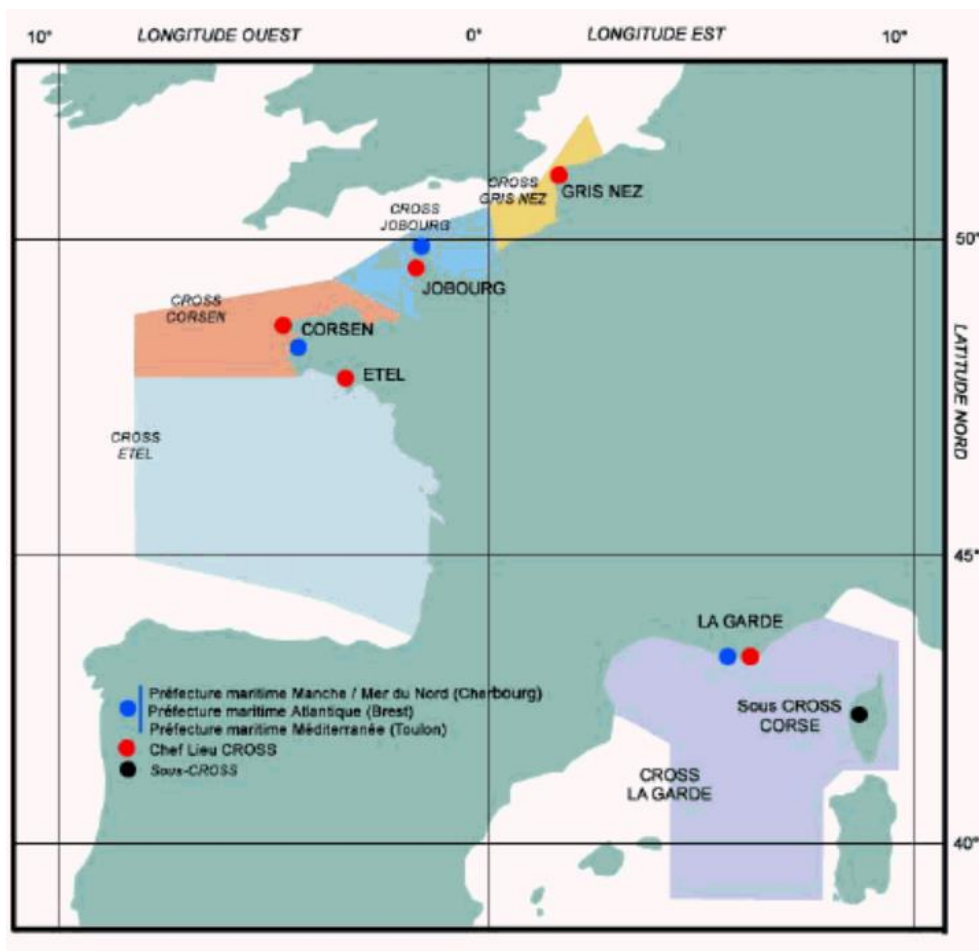 10° LONGITUDE OUEST 0° LONGITUDE EST 10°
CROSS
GRIS NEZ
GRIS NEZ
CROSS
JOBOURG
50°
JOBOURG
CROSS
CORSEN
CORSEN
ETEL
LATITUDE NORD
CROSS
ETEL
45°
LA GARDE
Préfecture maritime Manche / Mer du Nord (Cherbourg)
Préfecture maritime Atlantique (Brest)
Préfecture maritime Méditerranée (Toulon)
Chef Lieu CROSS
Sous-CROSS
Sous CROSS
CORSE
CROSS
LA GARDE
40°